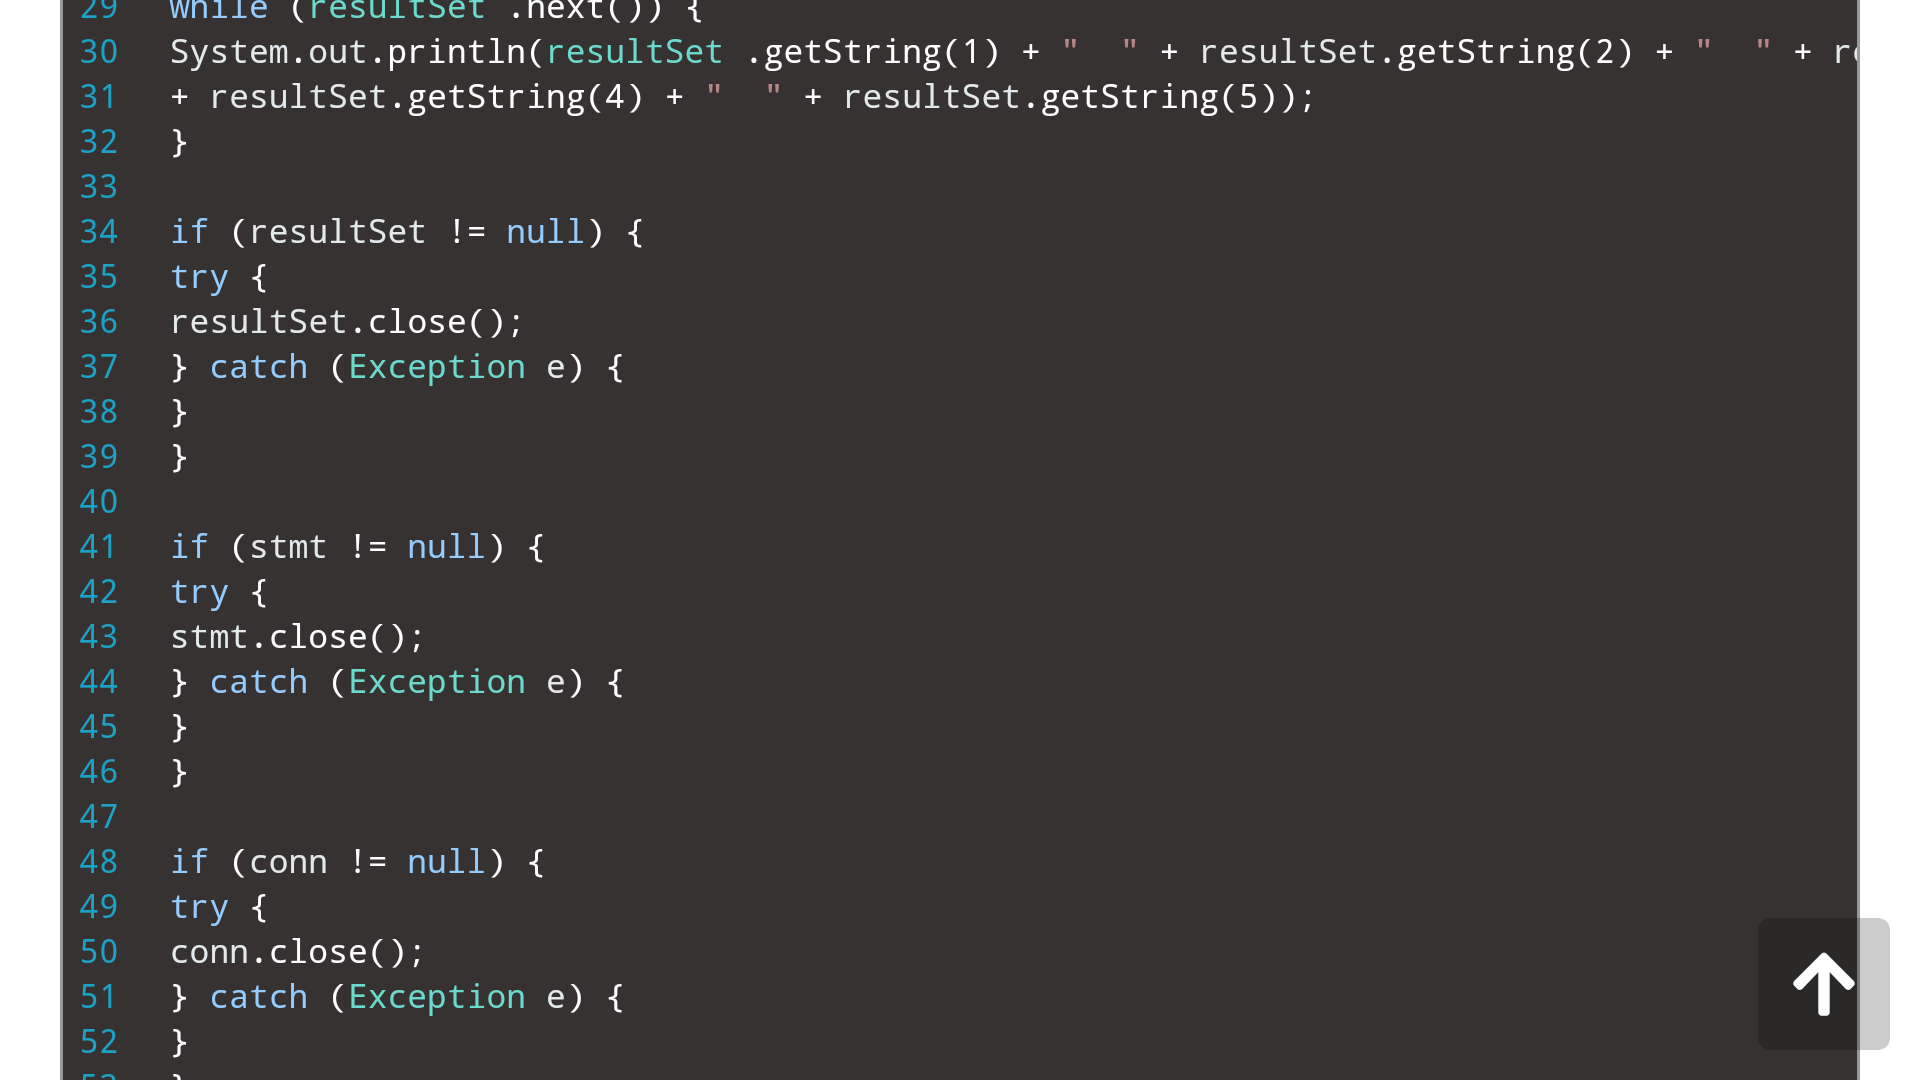 29 while (resultSet .next()) {
30 System.out.println(resultSet .getString(1) + "  " + resultSet.getString(2) + "  " +
31 + resultSet.getString(4) + "  " + resultSet.getString(5));
32 }
33
34 if (resultSet != null) {
35 try {
36 resultSet.close();
37 } catch (Exception e) {
38 }
39 }
40
41 if (stmt != null) {
42 try {
43 stmt.close();
44 } catch (Exception e) {
45 }
46 }
47
48 if (conn != null) {
49 try {
50 conn.close();
51 } catch (Exception e) {
52 }
53 }